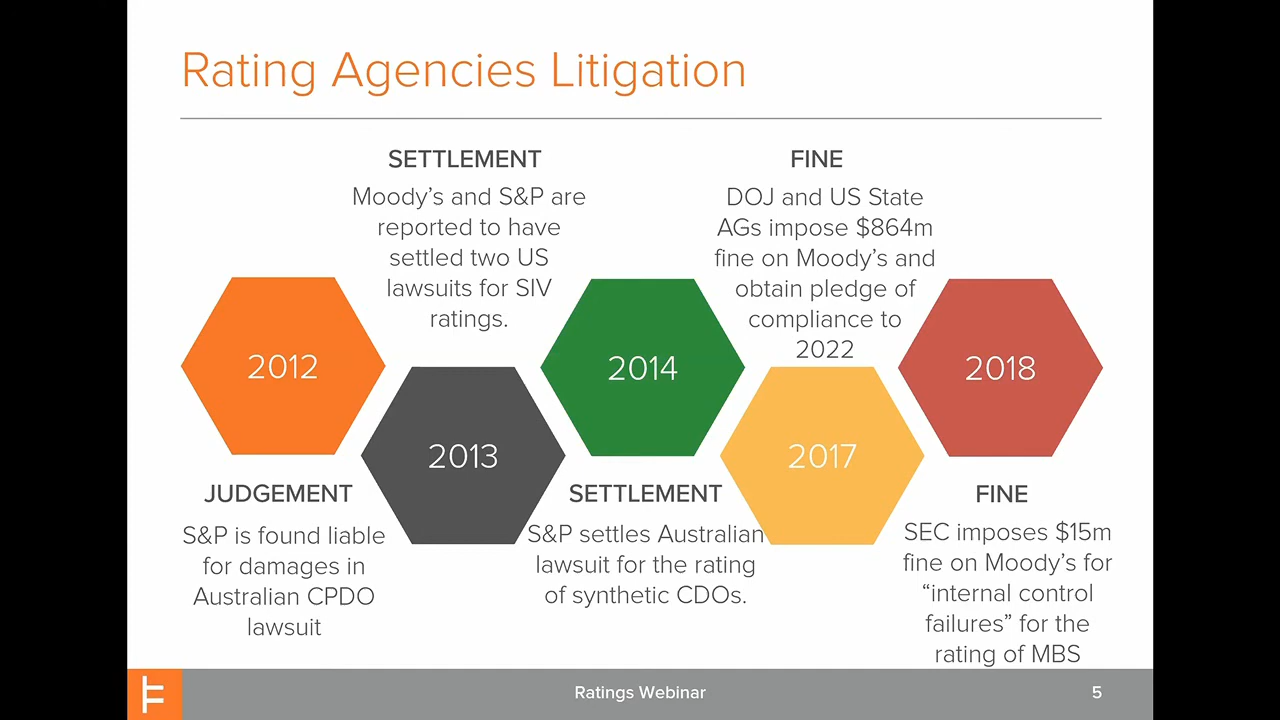 Rating Agencies Litigation
SETTLEMENT
Moody's and S&P are
reported to have
settled two US
lawsuits for SIV
ratings.
FINE
DOJ and US State
AGs impose $864m
fine on Moody's and
obtain pledge of
compliance to
2022
2012
2013
2014
2017
2018
JUDGEMENT
S&P is found liable
for damages in
Australian CPDO
lawsuit
SETTLEMENT
S&P settles Australian
lawsuit for the rating
of synthetic CDOs.
FINE
SEC imposes $15m
fine on Moody's for
“internal control
failures” for the
rating of MBS
Ratings Webinar
5